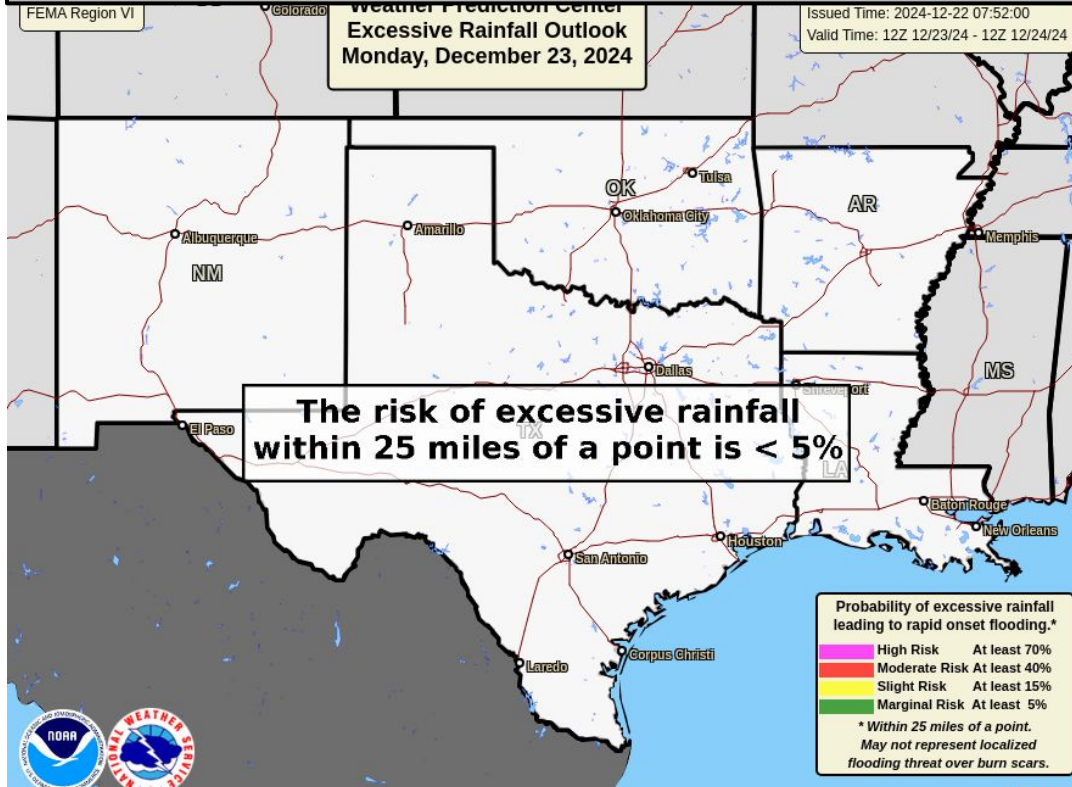 FEMA Region VI
Weather Prediction Center
Excessive Rainfall Outlook
Monday, December 23, 2024
Issued Time: 2024-12-22 07:52:00
Valid Time: 12Z 12/23/24 - 12Z 12/24/24
Colorado
Tulsa
OK
Oklahoma City
AR
Amarillo
Albuquerque
Memphis
NM
Dallas
MS
Shreveport
The risk of excessive rainfall
within 25 miles of a point is < 5%
TX
LA
El Paso
Baton Rouge
New Orleans
Houston
San Antonio
Corpus Christi
Laredo
Probability of excessive rainfall
leading to rapid onset flooding.*
High Risk At least 70%
Moderate Risk At least 40%
Slight Risk At least 15%
Marginal Risk At least 5%
* Within 25 miles of a point.
May not represent localized
flooding threat over burn scars.
NOAA
NATIONAL WEATHER SERVICE